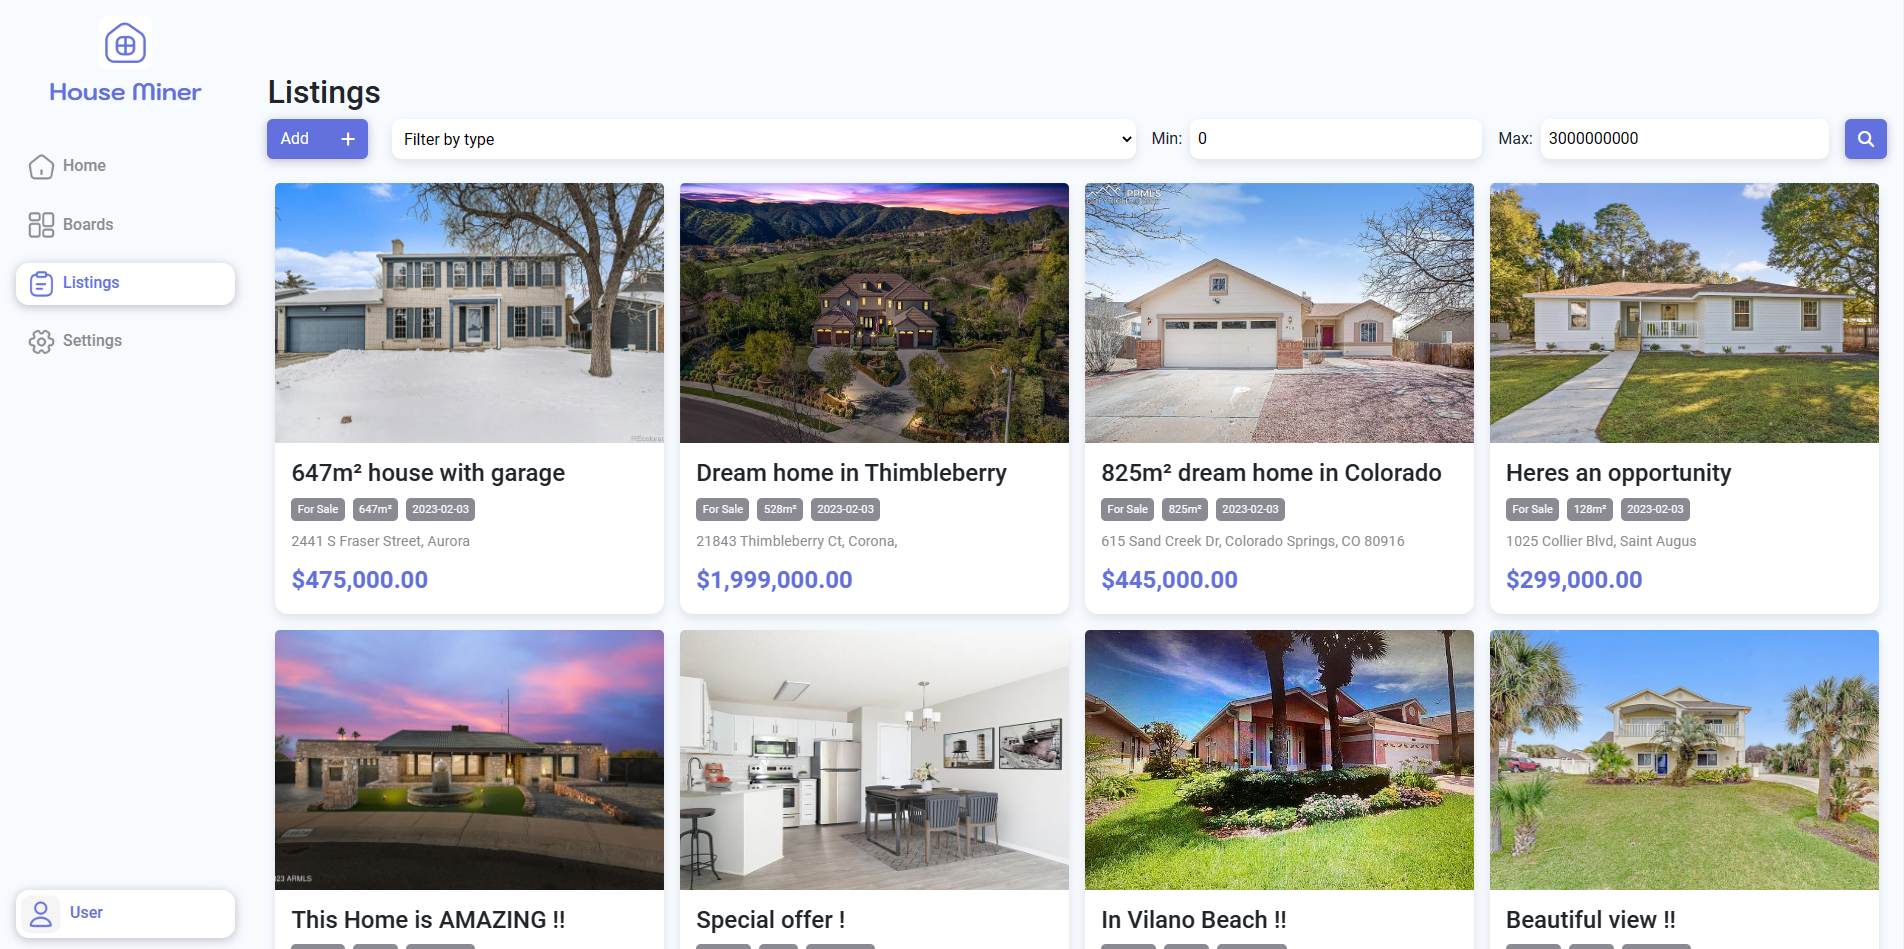 House Miner
Home
Boards
Listings
Settings
User
Listings
Add +
Filter by type
Min: 0
Max: 3000000000
PPMLS
647m² house with garage
For Sale 647m² 2023-02-03
2441 S Fraser Street, Aurora
$475,000.00
Dream home in Thimbleberry
For Sale 528m² 2023-02-03
21843 Thimbleberry Ct, Corona,
$1,999,000.00
825m² dream home in Colorado
For Sale 825m² 2023-02-03
615 Sand Creek Dr, Colorado Springs, CO 80916
$445,000.00
Heres an opportunity
For Sale 128m² 2023-02-03
1025 Collier Blvd, Saint Augus
$299,000.00
23 ARMLS
This Home is AMAZING !!
Special offer !
In Vilano Beach !!
Beautiful view !!